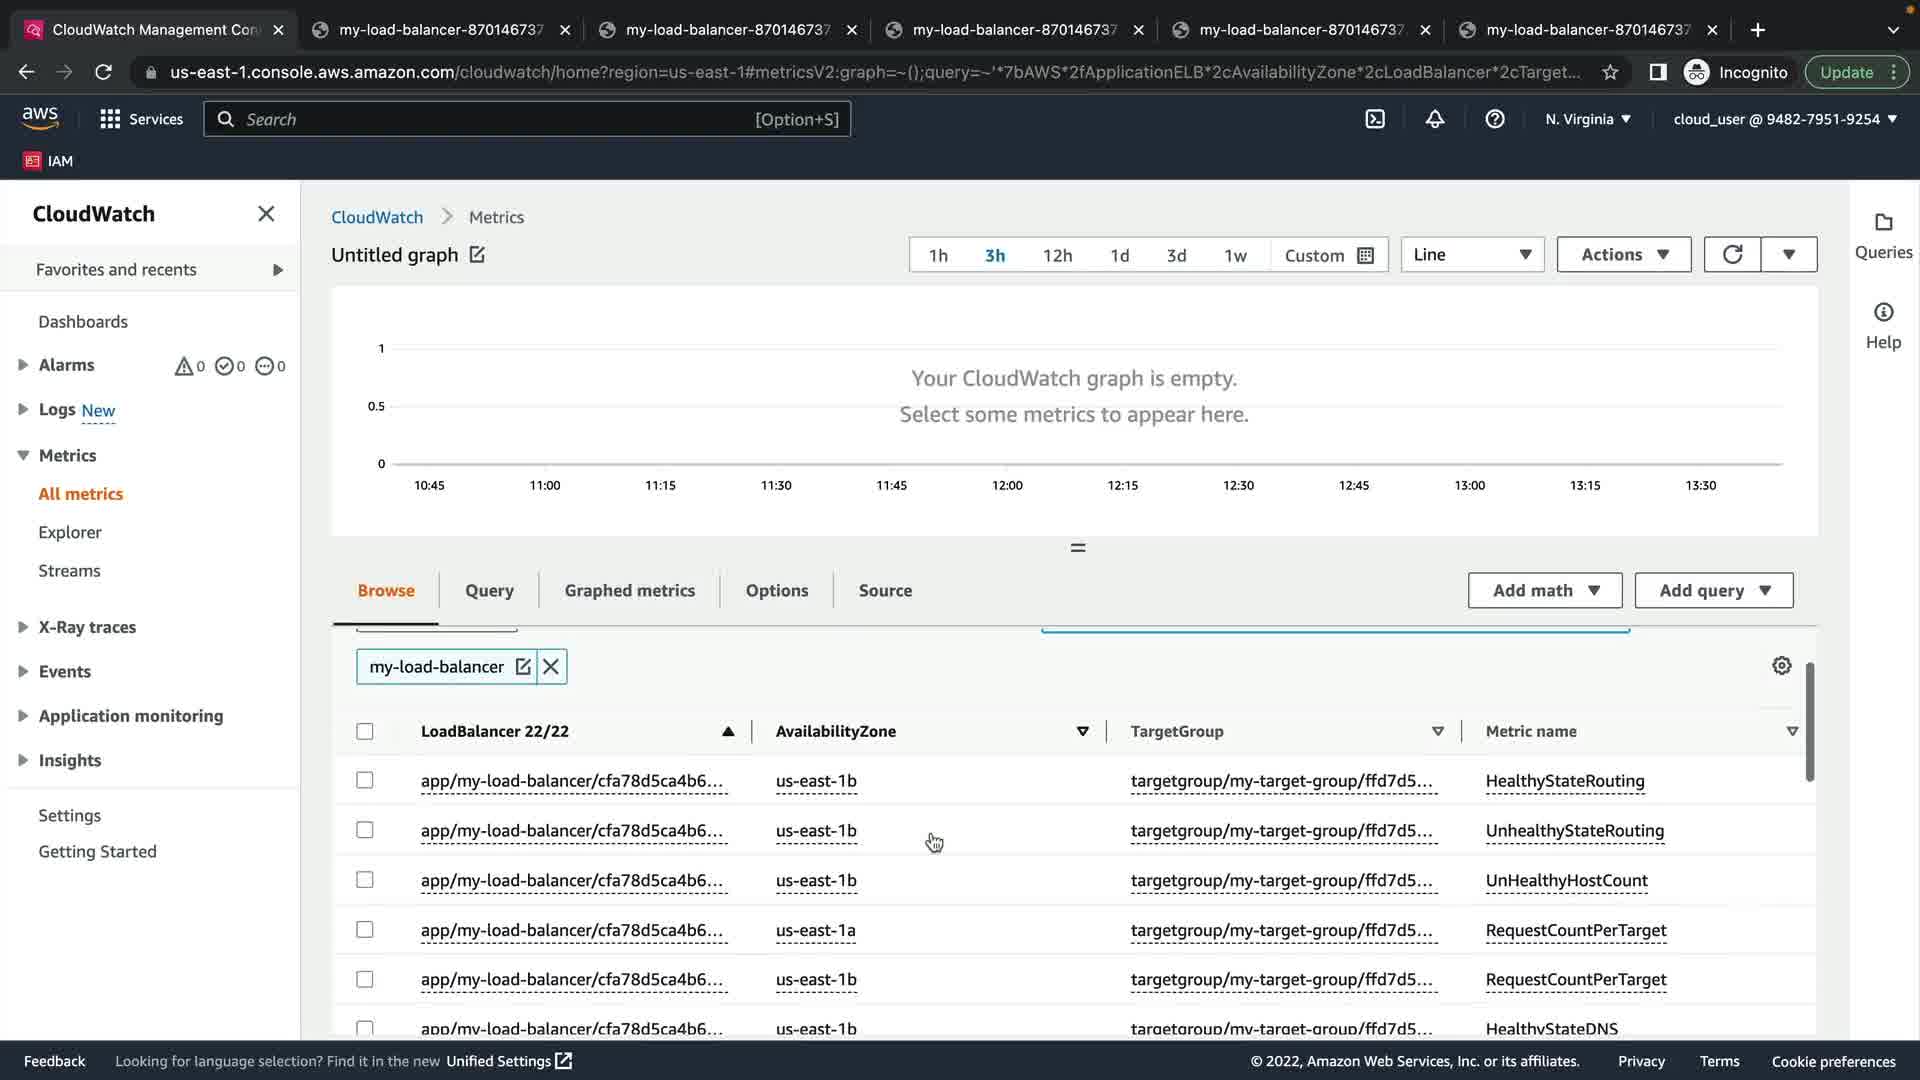 CloudWatch Management Con
my-load-balancer-870146737
my-load-balancer-870146737
my-load-balancer-870146737
my-load-balancer-870146737.
my-load-balancer-870146737
us-east-1.console.aws.amazon.com/cloudwatch/home?region=us-east-1#metricsV2:graph=~();query=~'*7bAWS*2fApplicationELB*2cAvailabilityZone*2cLoadBalancer*2cTarget...
Incognito
Update
aws
Services
Search
[Option+S]
N. Virginia
cloud_user @ 9482-7951-9254
IAM
CloudWatch
Favorites and recents
Dashboards
Alarms
0
0
0
Logs New
Metrics
All metrics
Explorer
Streams
X-Ray traces
Events
Application monitoring
Insights
Settings
Getting Started
CloudWatch
Metrics
Untitled graph
1h
3h
12h
1d
3d
1w
Custom
Line
Actions
Queries
Help
1
0.5
0
Your CloudWatch graph is empty.
Select some metrics to appear here.
10:45
11:00
11:15
11:30
11:45
12:00
12:15
12:30
12:45
13:00
13:15
13:30
Browse
Query
Graphed metrics
Options
Source
Add math
Add query
my-load-balancer
LoadBalancer 22/22
AvailabilityZone
TargetGroup
Metric name
app/my-load-balancer/cfa78d5ca4b6...
us-east-1b
targetgroup/my-target-group/ffd7d5...
HealthyStateRouting
app/my-load-balancer/cfa78d5ca4b6...
us-east-1b
targetgroup/my-target-group/ffd7d5...
UnhealthyStateRouting
app/my-load-balancer/cfa78d5ca4b6...
us-east-1b
targetgroup/my-target-group/ffd7d5...
UnHealthyHostCount
app/my-load-balancer/cfa78d5ca4b6...
us-east-1a
targetgroup/my-target-group/ffd7d5...
RequestCountPerTarget
app/my-load-balancer/cfa78d5ca4b6...
us-east-1b
targetgroup/my-target-group/ffd7d5...
RequestCountPerTarget
app/my-load-balancer/cfa78d5ca4b6...
us-east-1b
targetgroup/my-target-group/ffd7d5...
HealthyStateDNS
Feedback
Looking for language selection? Find it in the new Unified Settings
© 2022, Amazon Web Services, Inc. or its affiliates.
Privacy
Terms
Cookie preferences